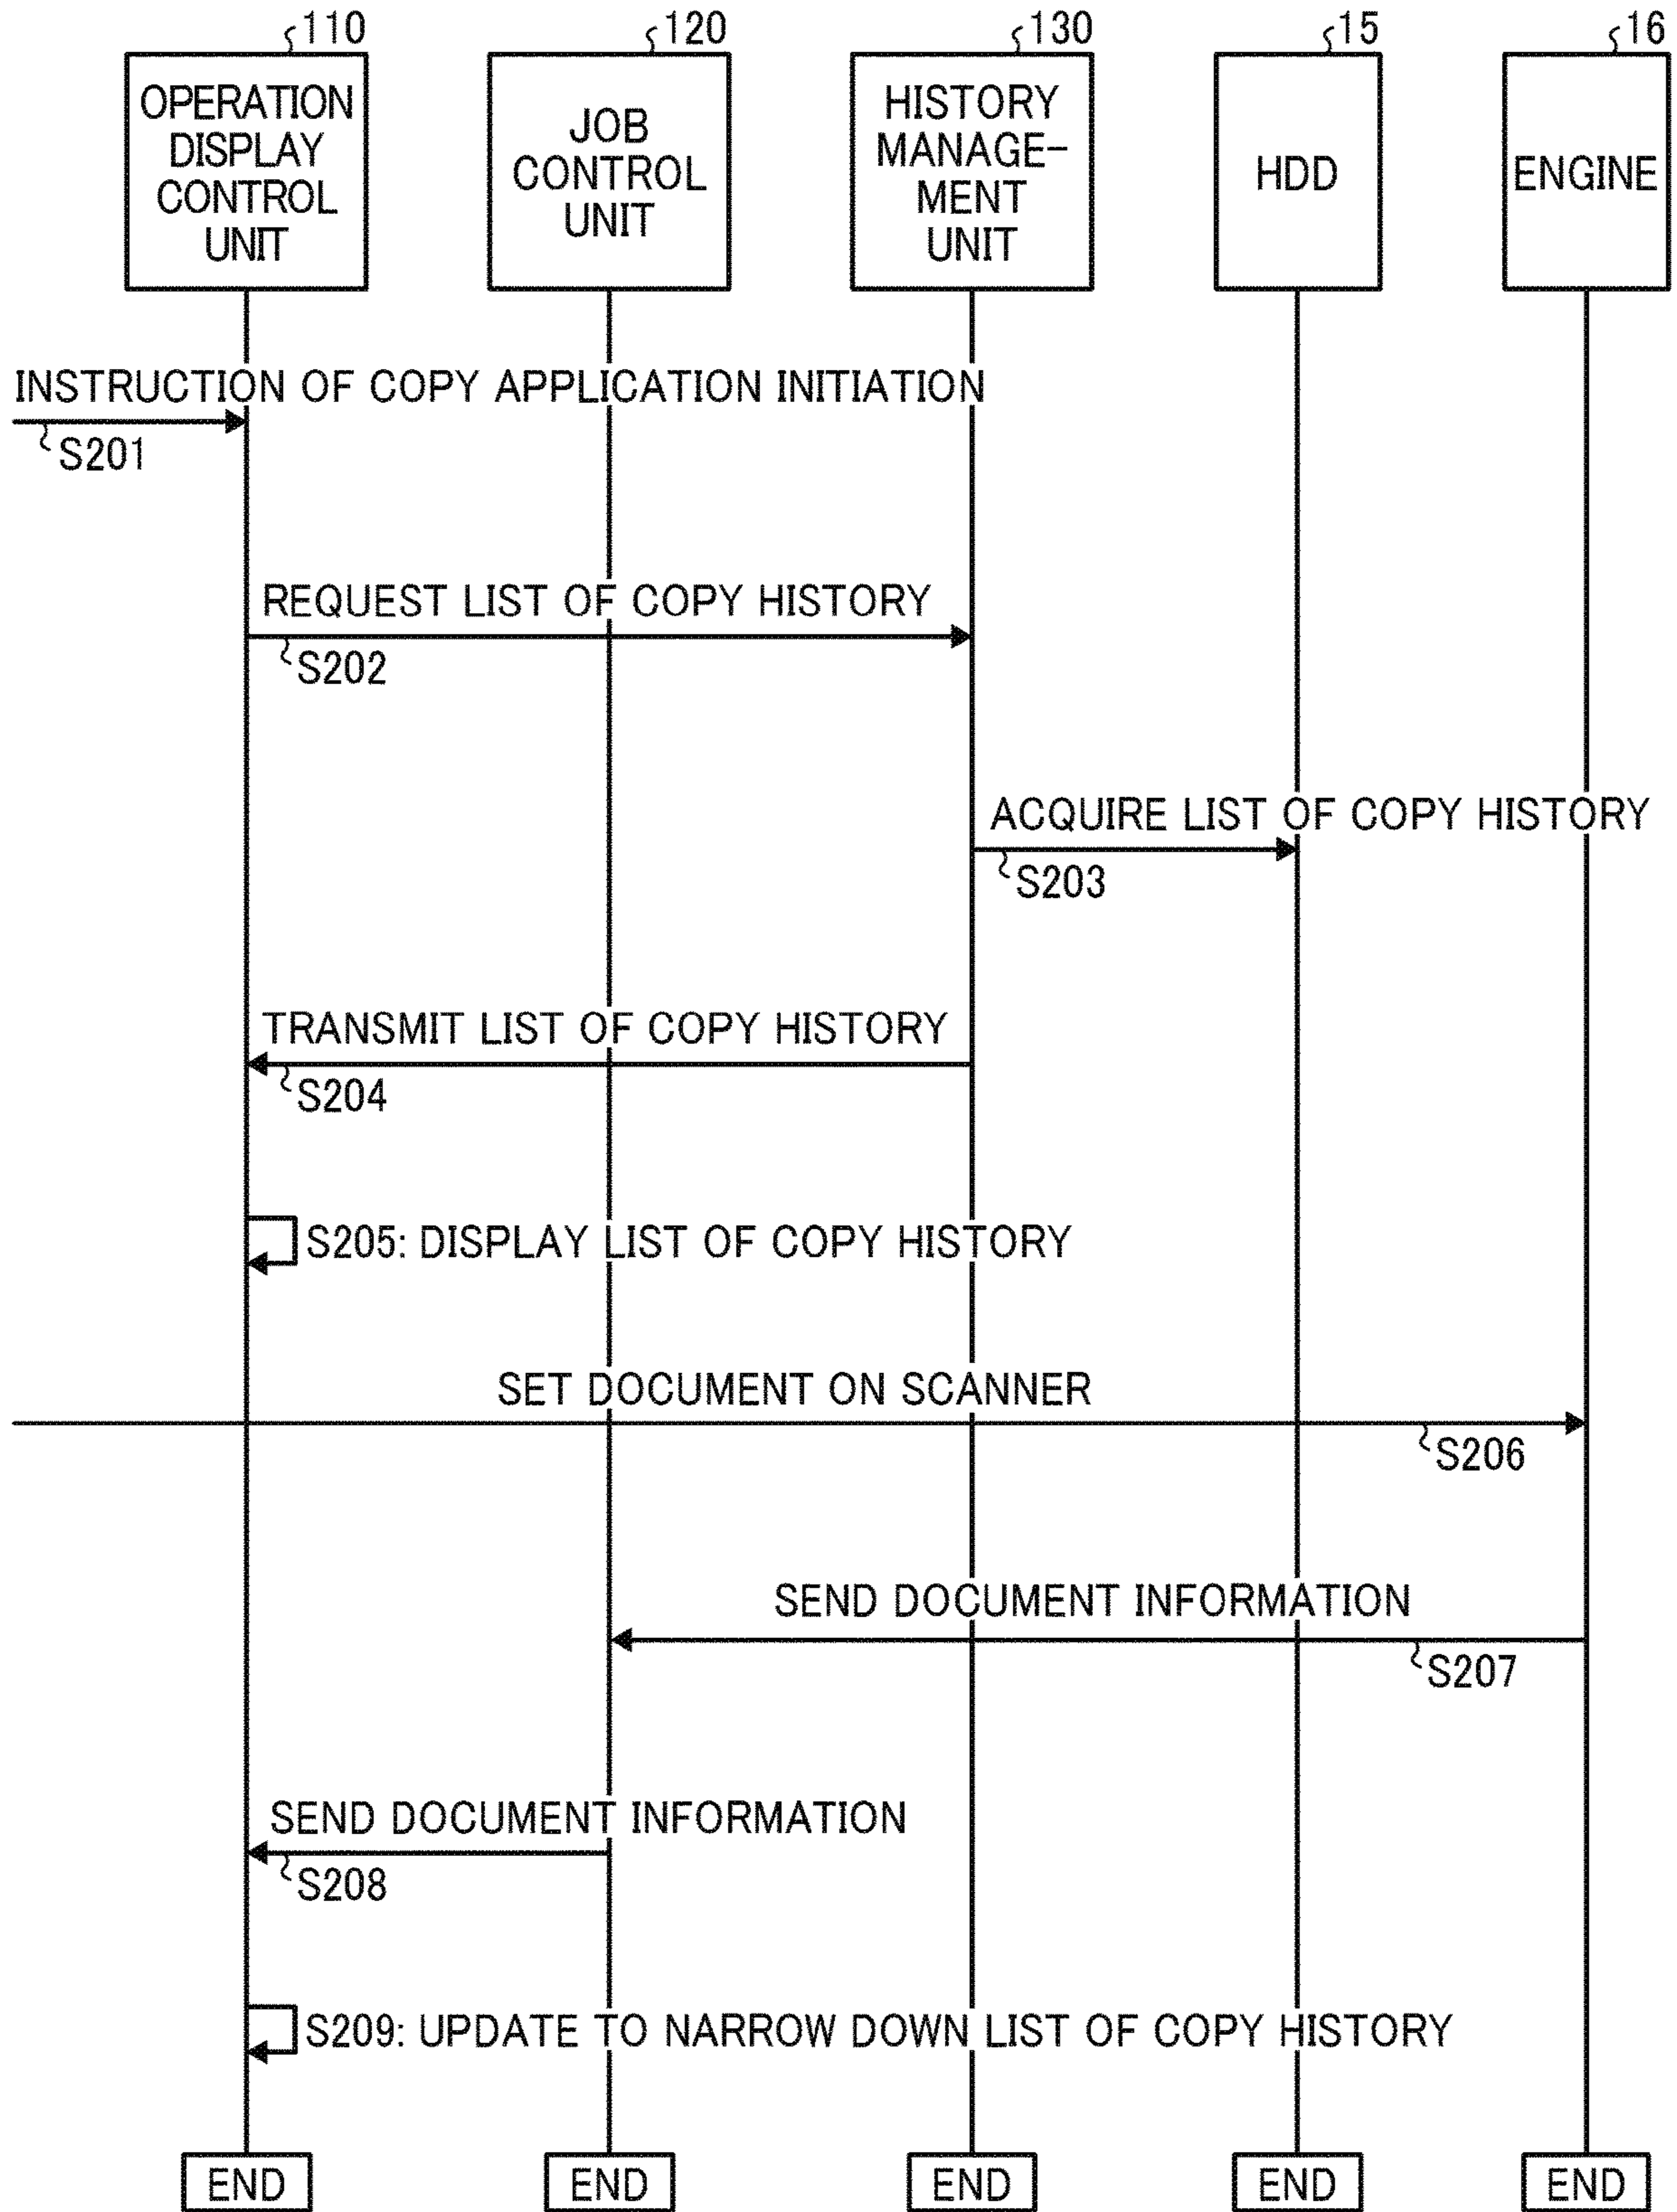 110
120
130
15
16
OPERATION
DISPLAY
CONTROL
UNIT
JOB
CONTROL
UNIT
HISTORY
MANAGE-
MENT
UNIT
HDD
ENGINE
INSTRUCTION OF COPY APPLICATION INITIATION
S201
REQUEST LIST OF COPY HISTORY
S202
ACQUIRE LIST OF COPY HISTORY
S203
TRANSMIT LIST OF COPY HISTORY
S204
S205: DISPLAY LIST OF COPY HISTORY
SET DOCUMENT ON SCANNER
S206
SEND DOCUMENT INFORMATION
S207
SEND DOCUMENT INFORMATION
S208
S209: UPDATE TO NARROW DOWN LIST OF COPY HISTORY
END
END
END
END
END